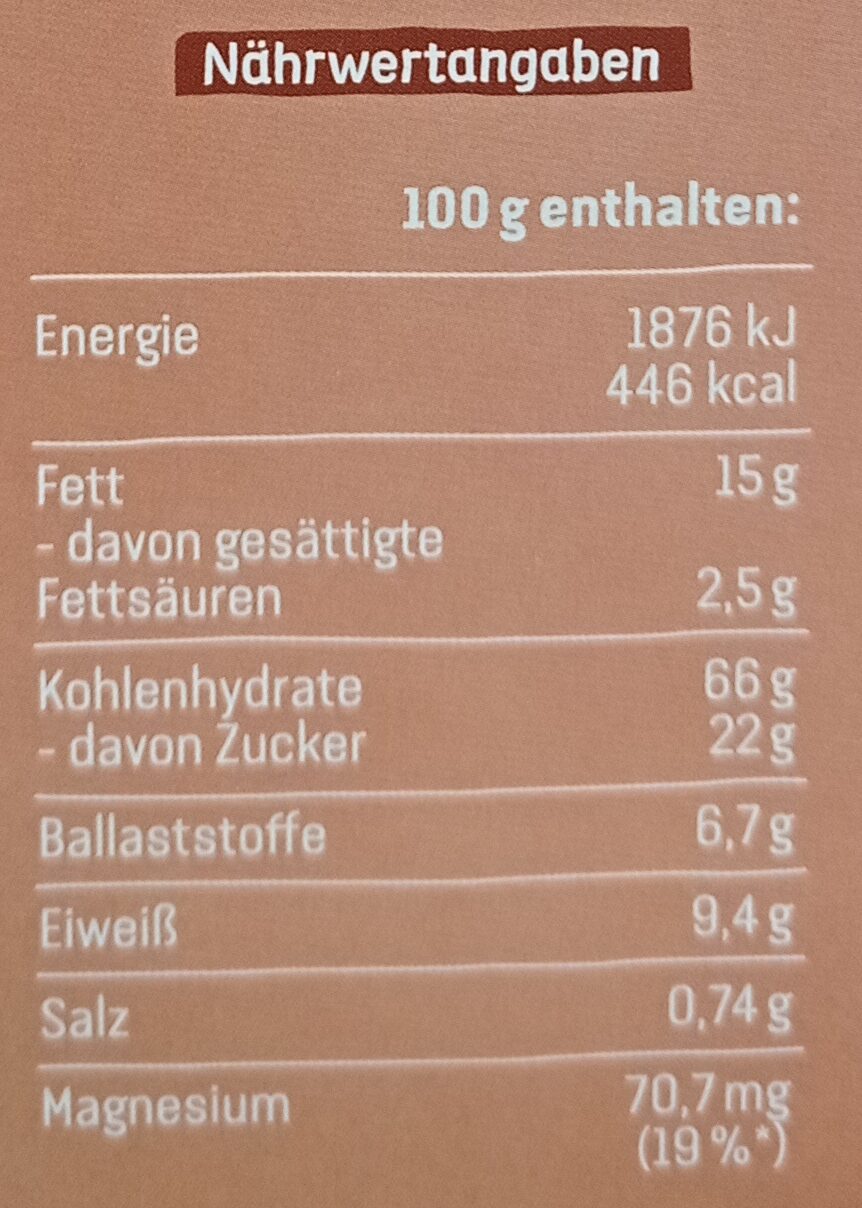 Nährwertangaben
100 g enthalten:
Energie 1876 kJ
446 kcal
Fett 15 g
- davon gesättigte
Fettsäuren 2,5 g
Kohlenhydrate 66 g
- davon Zucker 22 g
Ballaststoffe 6,7 g
Eiweiß 9,4 g
Salz 0,74 g
Magnesium 70,7 mg
(19 %*)